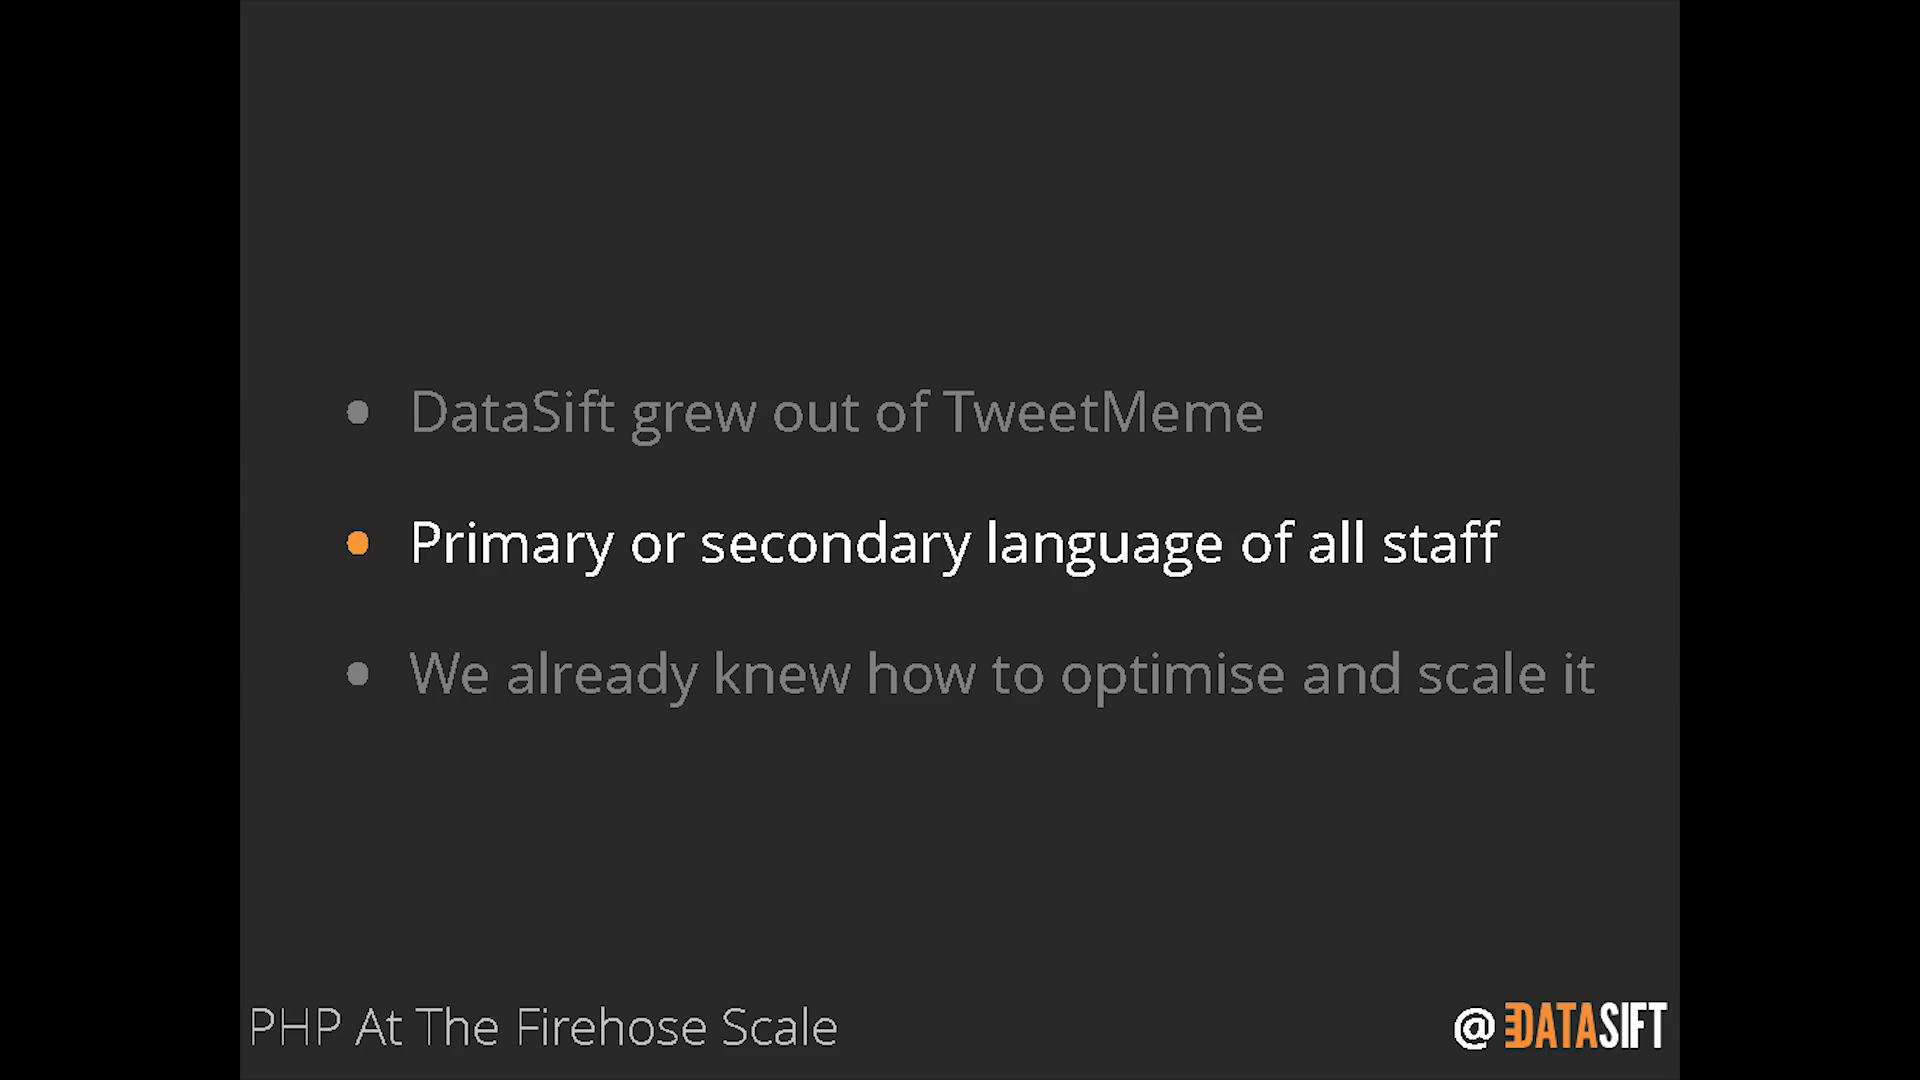 DataSift grew out of TweetMeme
Primary or secondary language of all staff
We already knew how to optimise and scale it
PHP At The Firehose Scale
@ DATASIFT